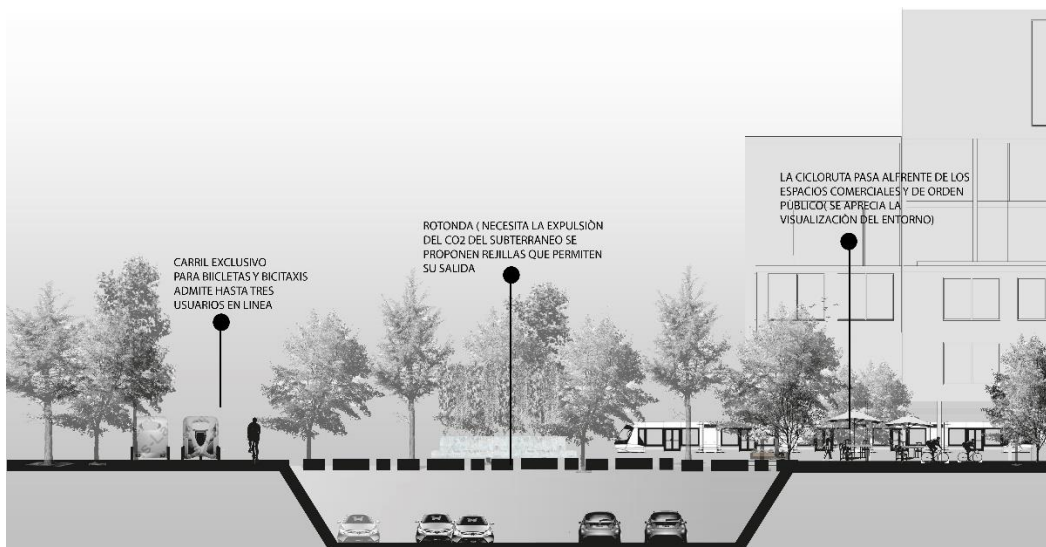 CARRIL EXCLUSIVO
PARA BIICLETAS Y BICITAXIS
ADMITE HASTA TRES
USUARIOS EN LINEA
ROTONDA ( NECESITA LA EXPULSIÒN
DEL CO2 DEL SUBTERRANEO SE
PROPONEN REJILLAS QUE PERMITEN
SU SALIDA
LA CICLORUTA PASA ALFRENTE DE LOS
ESPACIOS COMERCIALES Y DE ORDEN
PÚBLICO( SE APRECIA LA
VISUALIZACIÓN DEL ENTORNO)